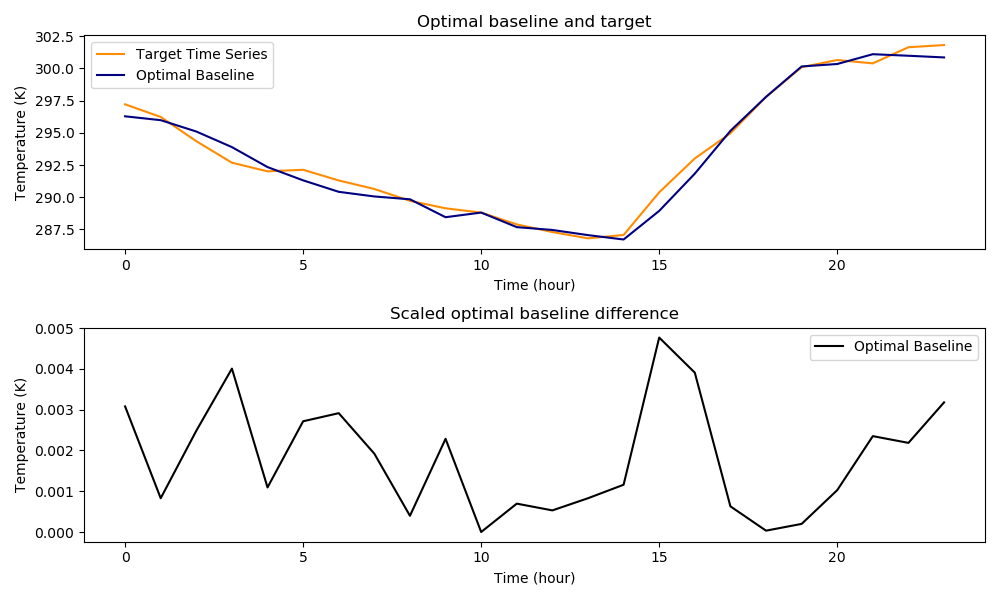 Optimal baseline and target
Temperature (K)
302.5
300.0
297.5
295.0
292.5
290.0
287.5
Target Time Series
Optimal Baseline
0 5 10 15 20
Time (hour)
Scaled optimal baseline difference
Temperature (K)
0.005
0.004
0.003
0.002
0.001
0.000
Optimal Baseline
0 5 10 15 20
Time (hour)